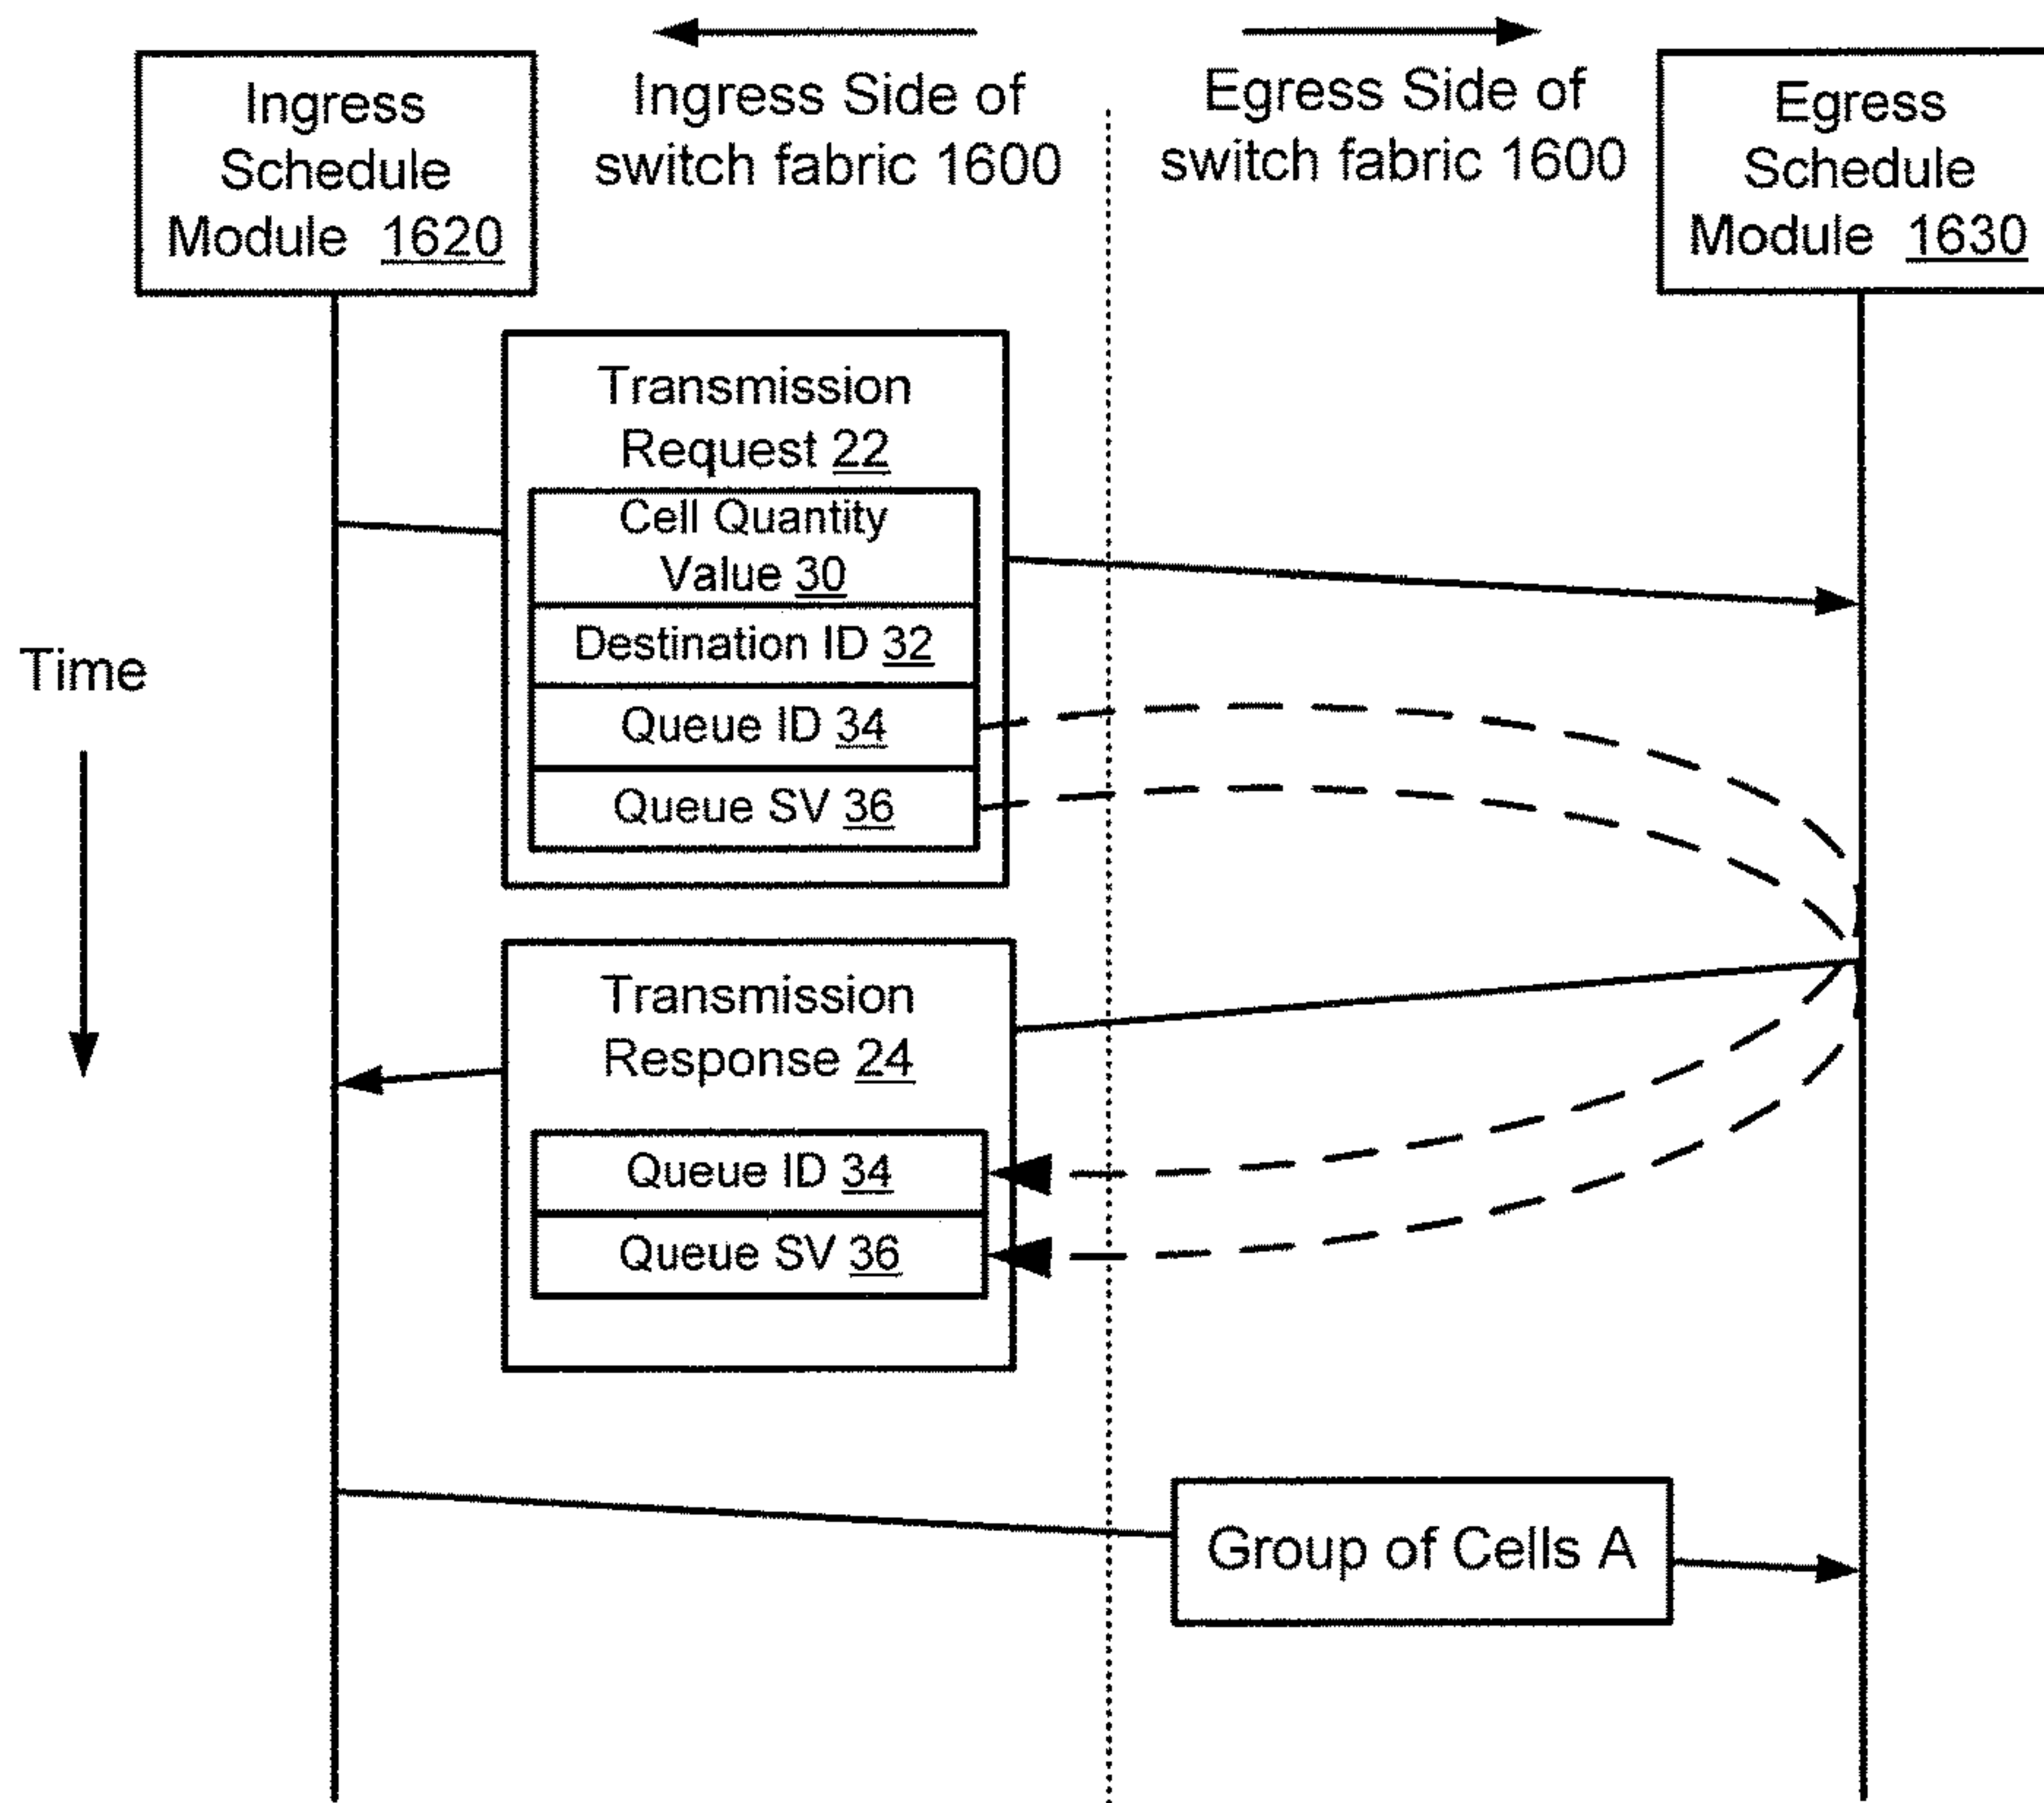 Ingress
Schedule
Module 1620
Ingress Side of
switch fabric 1600
Egress Side of
switch fabric 1600
Egress
Schedule
Module 1630
Transmission
Request 22
Cell Quantity
Value 30
Destination ID 32
Queue ID 34
Queue SV 36
Time
Transmission
Response 24
Queue ID 34
Queue SV 36
Group of Cells A